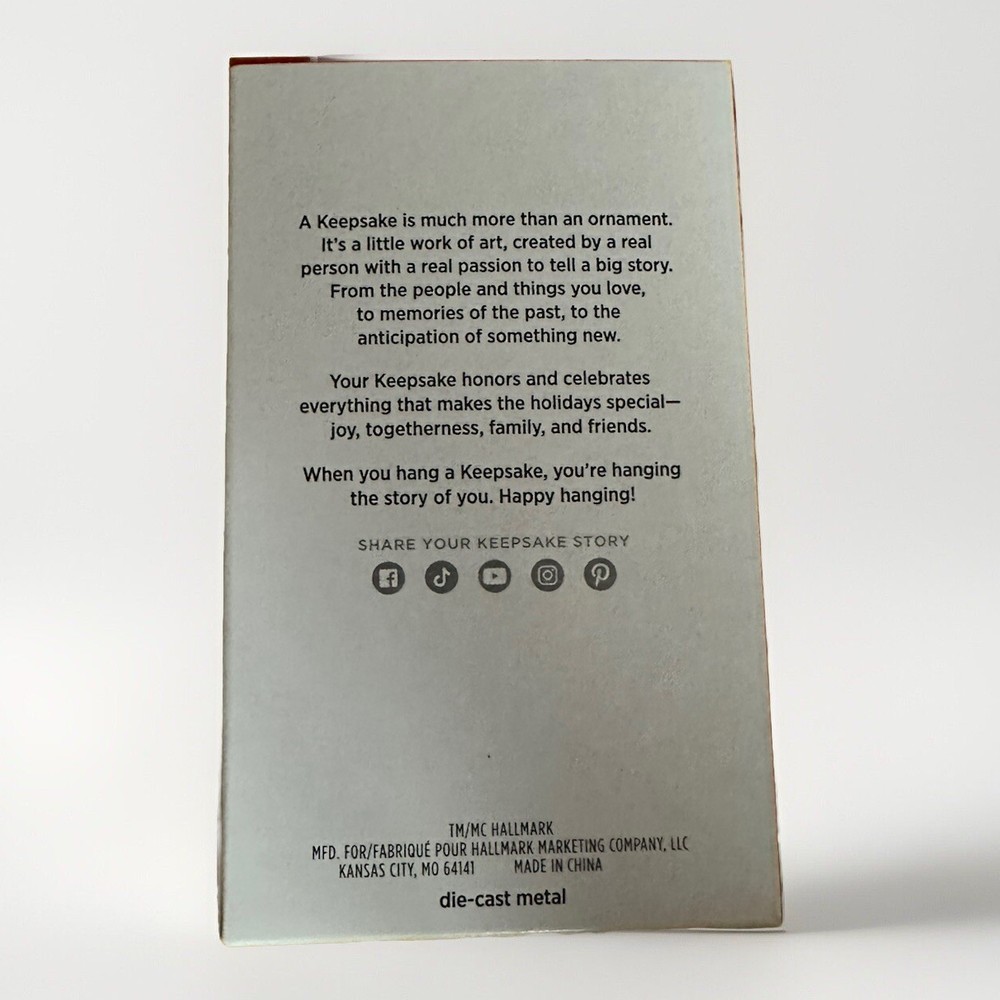 A Keepsake is much more than an ornament.
It's a little work of art, created by a real
person with a real passion to tell a big story.
From the people and things you love,
to memories of the past, to the
anticipation of something new.
Your Keepsake honors and celebrates
everything that makes the holidays special—
joy, togetherness, family, and friends.
When you hang a Keepsake, you're hanging
the story of you. Happy hanging!
SHARE YOUR KEEPSAKE STORY
TM/MC HALLMARK
MFD. FOR/FABRIQUÉ POUR HALLMARK MARKETING COMPANY, LLC
KANSAS CITY, MO 64141 MADE IN CHINA
die-cast metal